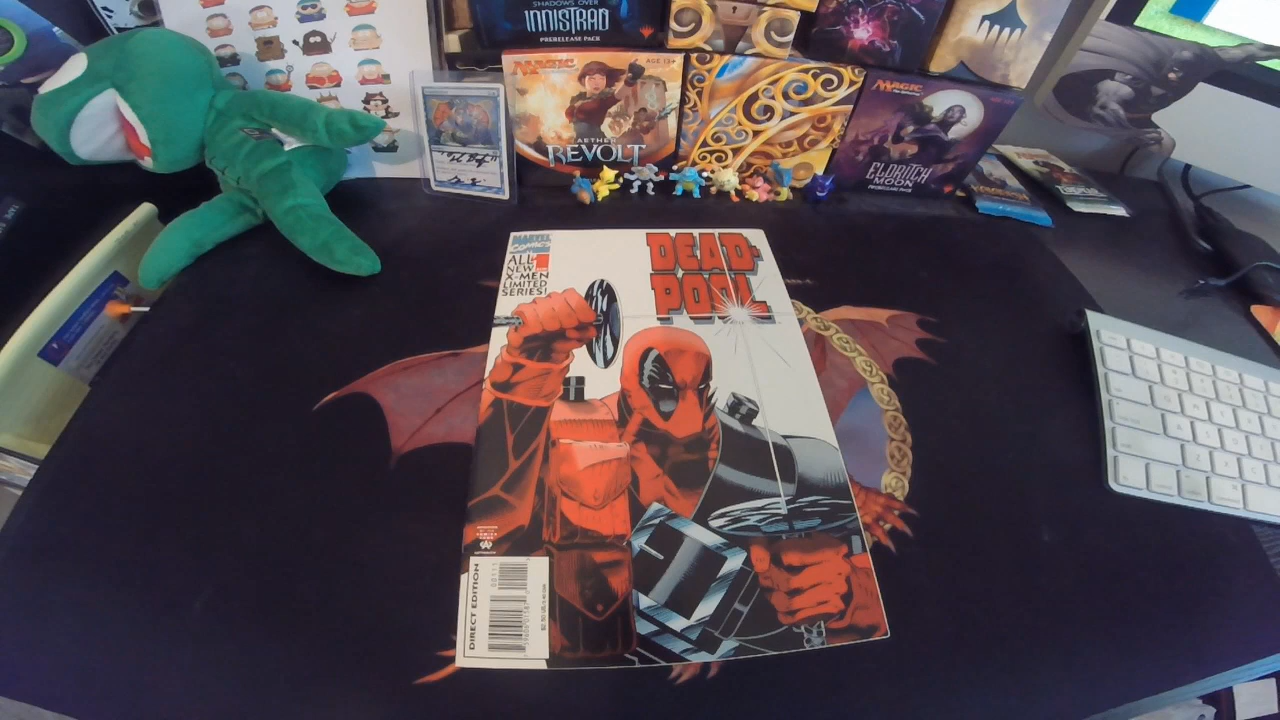 SHADOWS OVER
INNISTRAD
PRERELEASE PACK
MAGIC
AGE 13+
AETHER
REVOLT
MAGIC
ELDRITCH
MOON
PRERELEASE PACK
MARVEL
COMICS
ALL
NEW
X-MEN
LIMITED
SERIES!
DEAD-
POOL
DIRECT EDITION